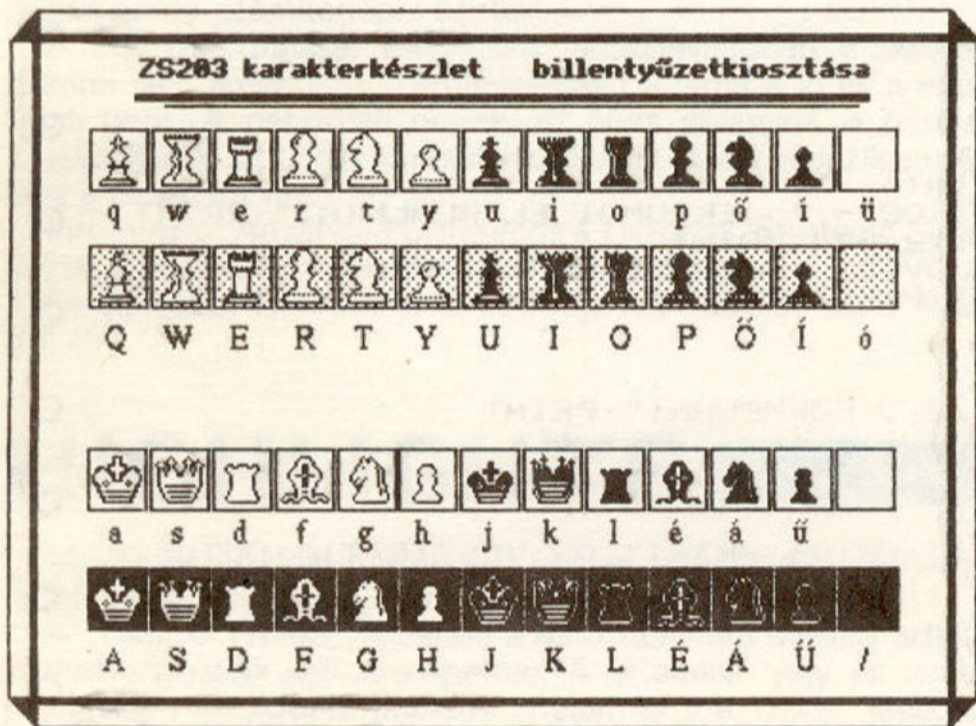 ZS203 karakterkészlet billentyűzetkiosztása
q w e r t y u i o p ő í ü
Q W E R T Y U I O P Ő Í ó
a s d f g h j k l é á ű
A S D F G H J K L É Á Ű /